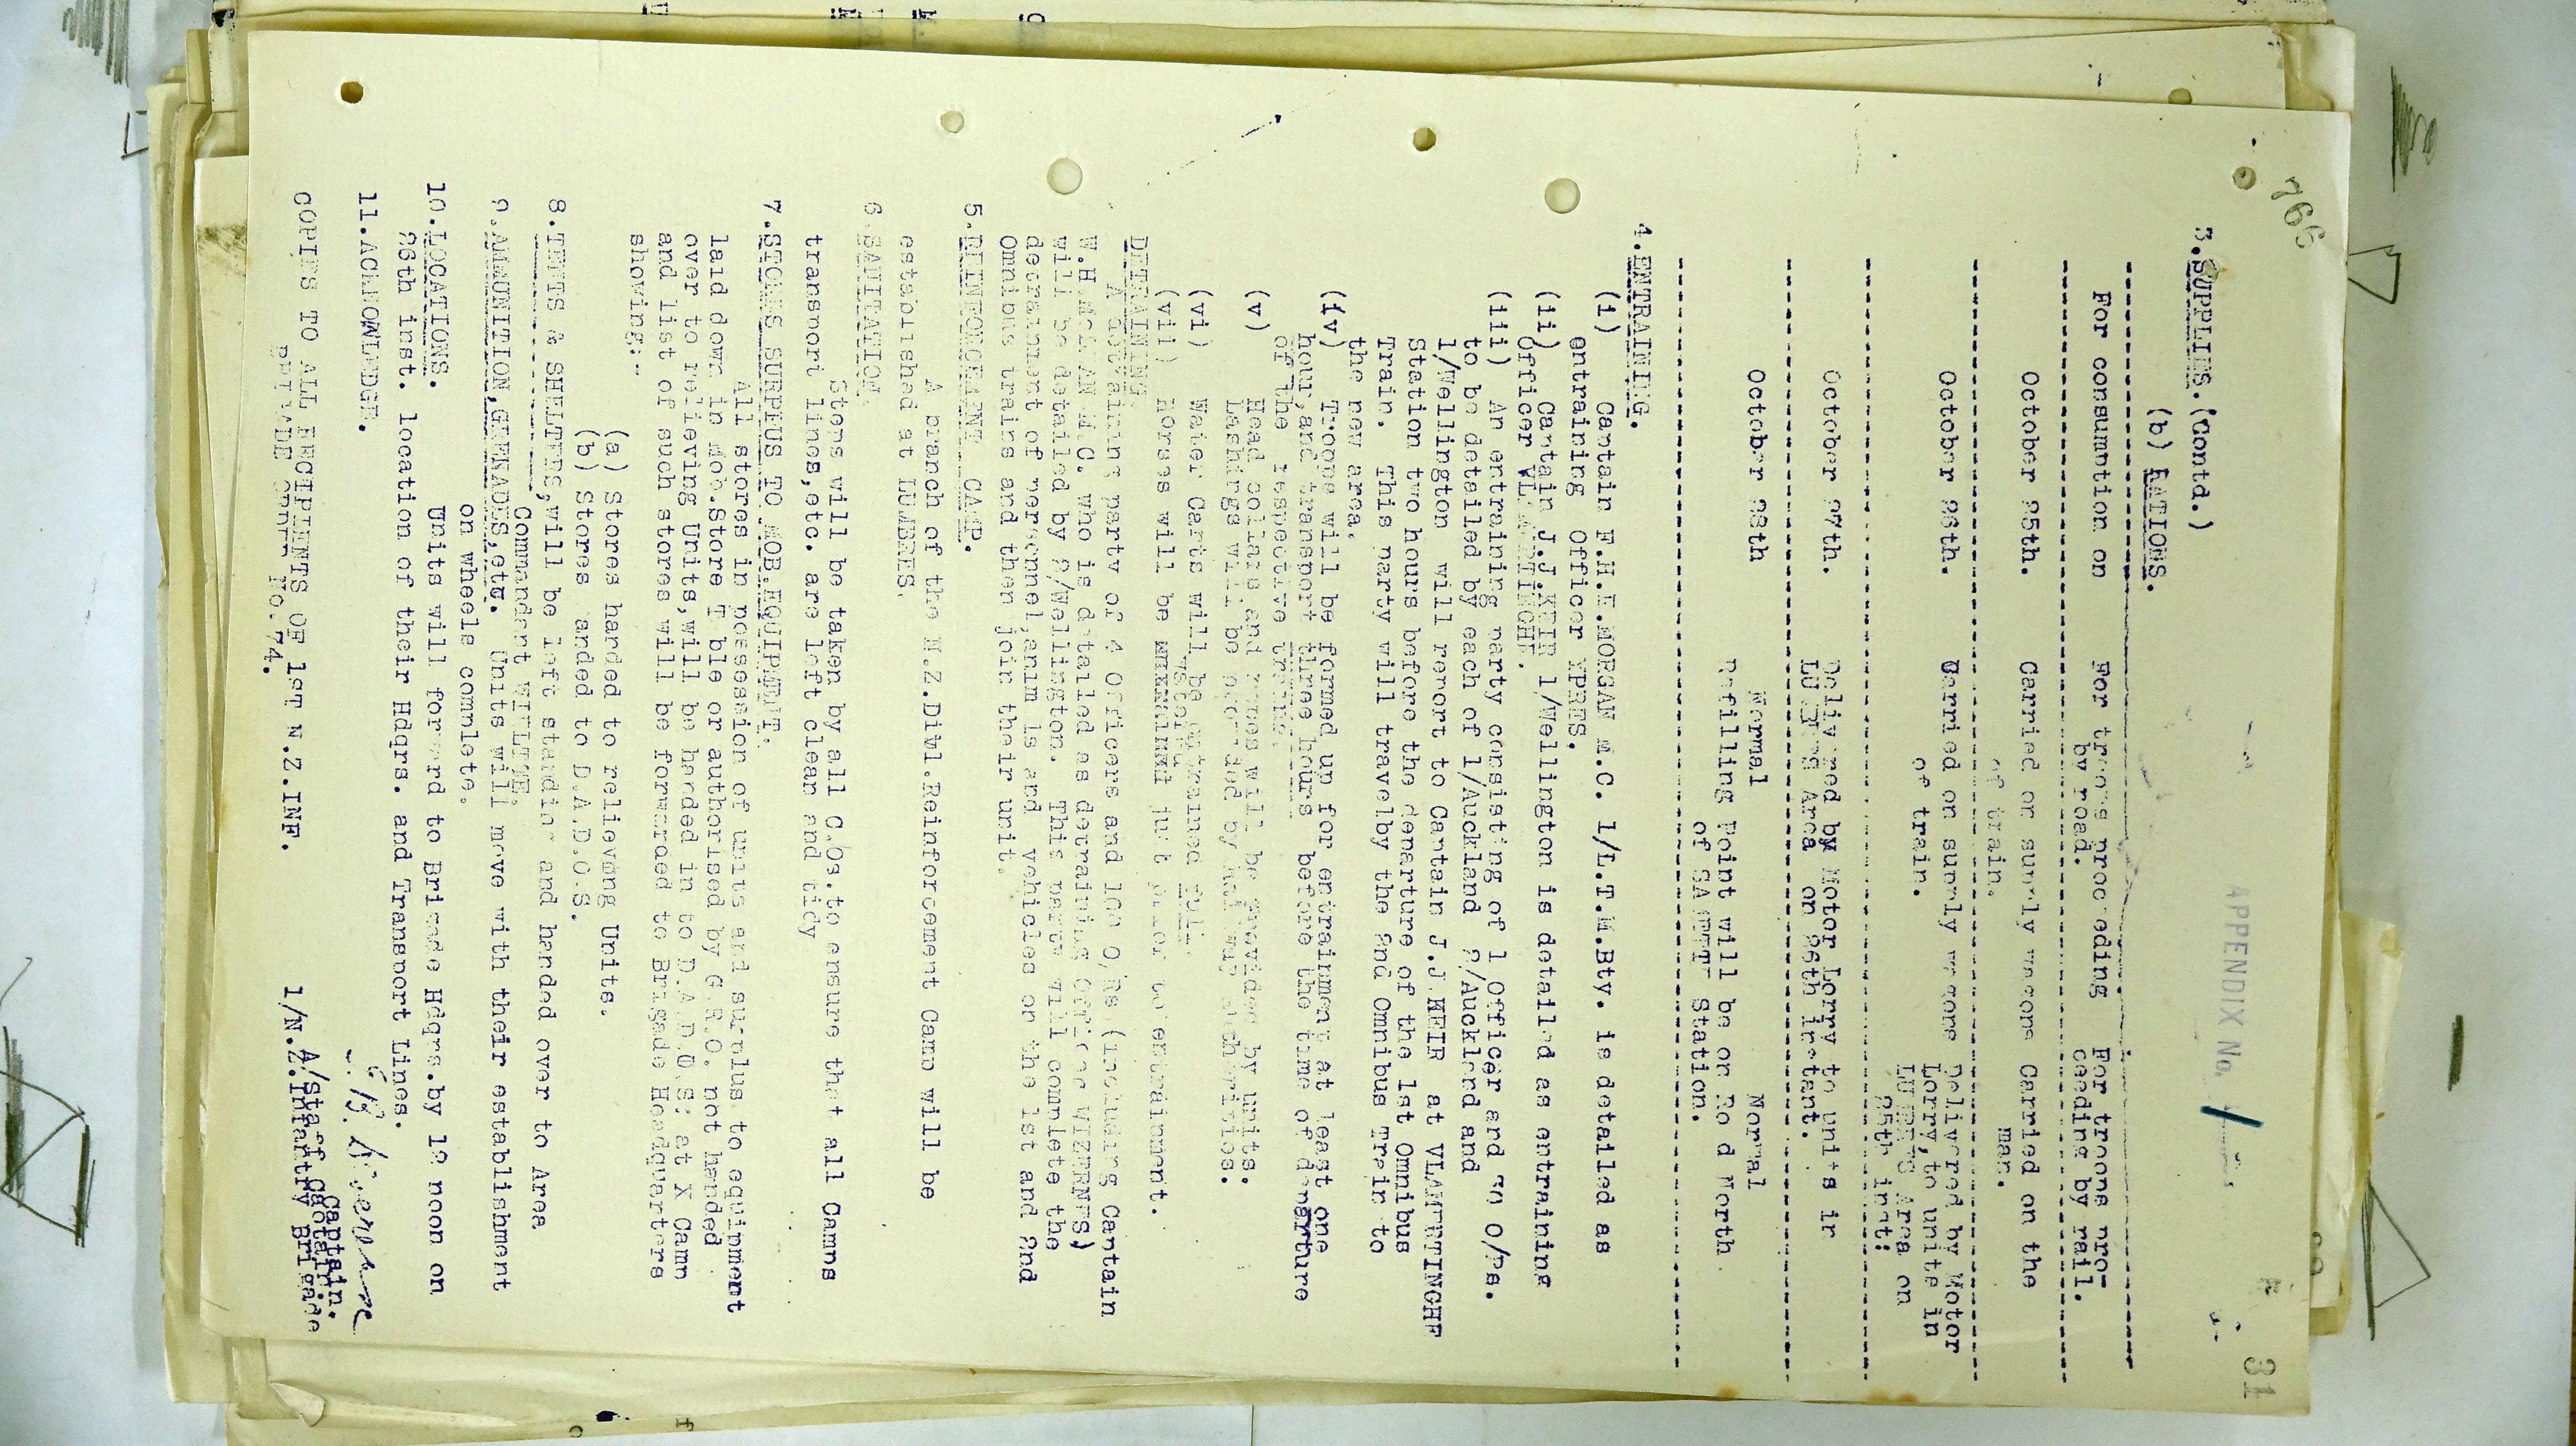 766
31
APPENDIX No. 1
3.SUPPLIES.(Contd.)
(b) RATIONS.
For consumtion on For troops proceeding by road. For troops pro-ceeding by rail.
October 25th. Carried on supply wagons of train. Carried on the man.
October 26th. Carried on supply wagons of train. Delivered by Motor Lorry,to units in LUMBRES Area on 25th inst;
October 27th. Delivered by Motor Lorry to units in LUMBRES Area on 26th instant.
October 28th Normal Normal
Refilling Point will be on Road North
of Station.
4.ENTRAINING.
(i) Captain F.H.E.MORGAN M.C. 1/L.T.M.Bty. is detailed as
entraining Officer YPRES.
(ii) Captain J.J.KEIR 1/Wellington is detailed as entraining
Officer VLAMERTINGHE.
(iii) An entraining party consisting of 1 Officer and 30 O/rs.
to be detailed by each of 1/Auckland 2/Auckland and
1/Wellington will report to Captain J.J.KEIR at VLAMERTINGHE
Station two hours before the departure of the 1st Omnibus
Train. This party will travelby the 2nd Omnibus Train to
the new area.
(iv) Troops will be formed up for entrainment at least one
hour,and transport three hours before the time of departure
of the respective trains.
(v) Head collars and ropes will be provided by units.
Lashings will be provided by Railway authorities.
(vi) Water Carts will be entrained full.
(vii) Horses will be watered just prior to entrainment.
DETRAINING.
A detraining party of 4 Officers and 100 O/Rs (including Captain
W.H.McLEAN M.C. who is detailed as detraining Officer WIZERNES)
will be detailed by 2/Wellington. This party will complete the
detrainment of personnel,animals and vehicles on the 1st and 2nd
Omnibus trains and then join their unit.
5.REINFORCEMENT CAMP.
A branch of the N.Z.Divl.Reinforcement Camp will be
established at LUMBRES.
6.SANITATION.
Steps will be taken by all C.Os.to ensure that all Camps
transport lines,etc. are left clean and tidy
7.STORES SURPLUS TO MOB.EQUIPMENT.
All stores in possession of units and surplus to equipment
laid down in Mob.Store Table or authorised by G.R.O. not handed
over to relieving Units,will be handed in to D.A.D.O.S; at X Camp
and list of such stores will be forwarded to Brigade Headquarters
showing:-
(a) Stores handed to relieving Units.
(b) Stores handed to D.A.D.O.S.
8.TENTS & SHELTERS,will be left standing and handed over to Area
Commandant WIELTJE.
9.AMMUNITION,GRENADES,etc. Units will move with their establishment
on wheels complete.
10.LOCATIONS. Units will forward to Brigade Hdqrs.by 12 noon on
26th inst. location of their Hdqrs. and Transport Lines.
11.ACKNOWLEDGE.
Captain.
A/Staff Captain.
1/N.Z.Infantry Brigade
COPIES TO ALL RECIPIENTS OF 1ST N.Z.INF.
BRIGADE ORDER No.74.